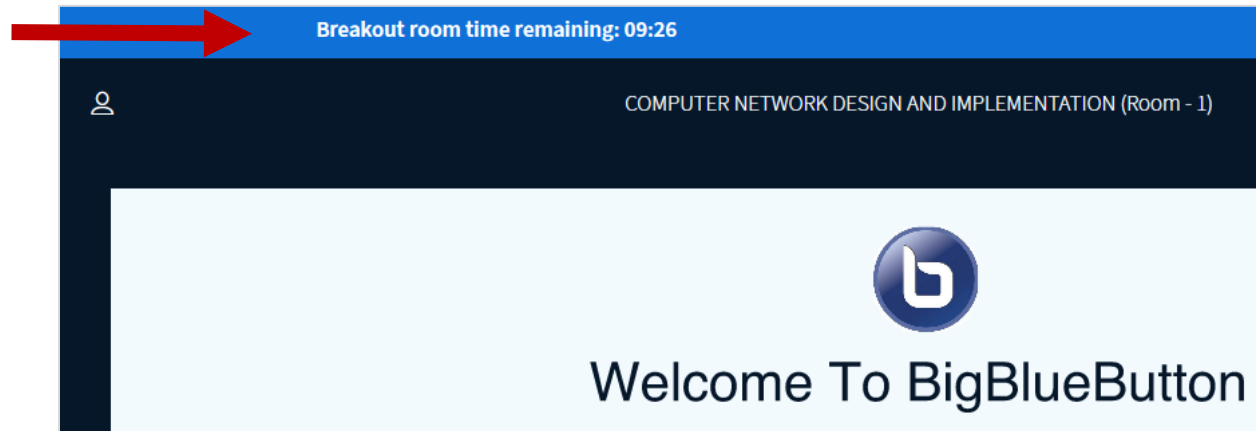 Breakout room time remaining: 09:26
COMPUTER NETWORK DESIGN AND IMPLEMENTATION (Room - 1)
b
Welcome To BigBlueButton